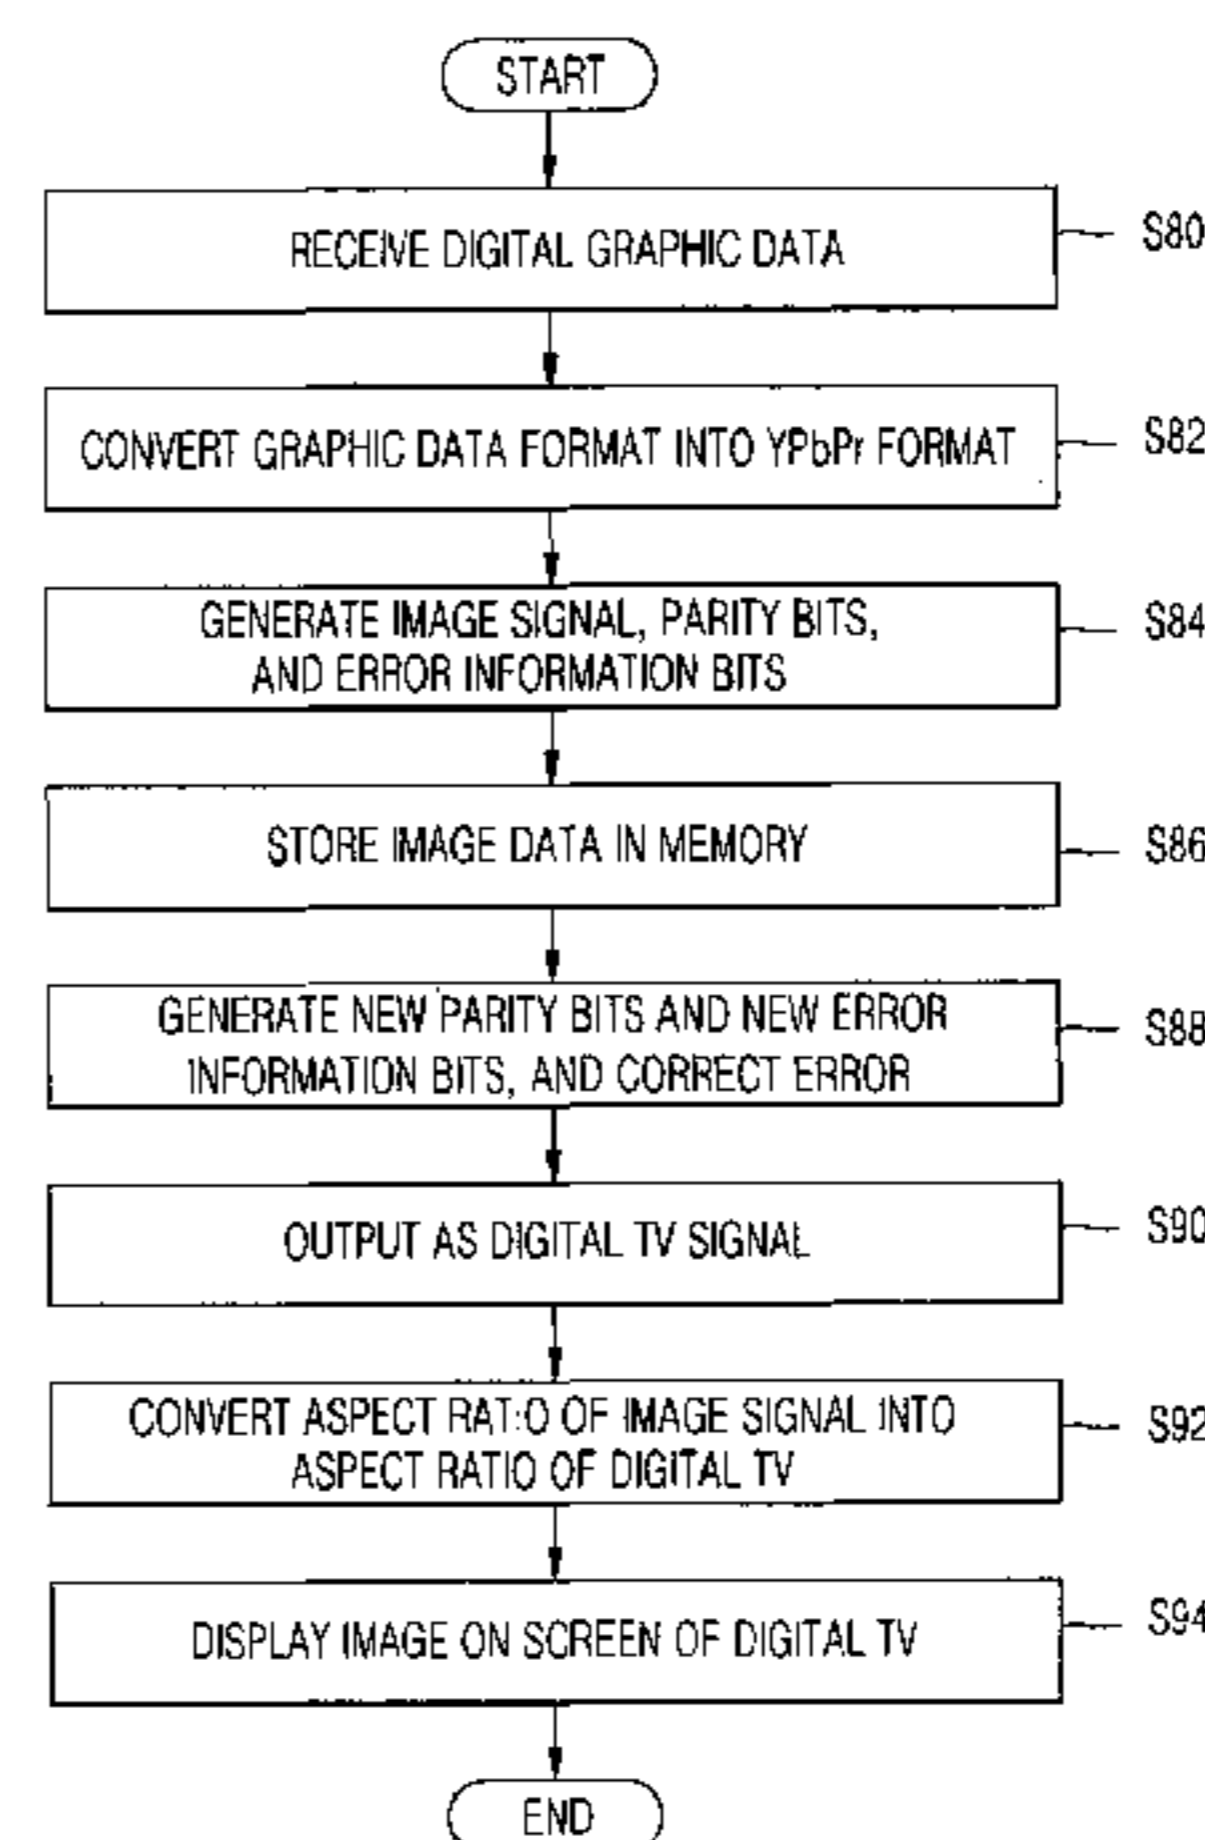 START
RECEIVE DIGITAL GRAPHIC DATA
S80
CONVERT GRAPHIC DATA FORMAT INTO YPbPr FORMAT
S82
GENERATE IMAGE SIGNAL, PARITY BITS,
AND ERROR INFORMATION BITS
S84
STORE IMAGE DATA IN MEMORY
S86
GENERATE NEW PARITY BITS AND NEW ERROR
INFORMATION BITS, AND CORRECT ERROR
S88
OUTPUT AS DIGITAL TV SIGNAL
S90
CONVERT ASPECT RATIO OF IMAGE SIGNAL INTO
ASPECT RATIO OF DIGITAL TV
S92
DISPLAY IMAGE ON SCREEN OF DIGITAL TV
S94
END